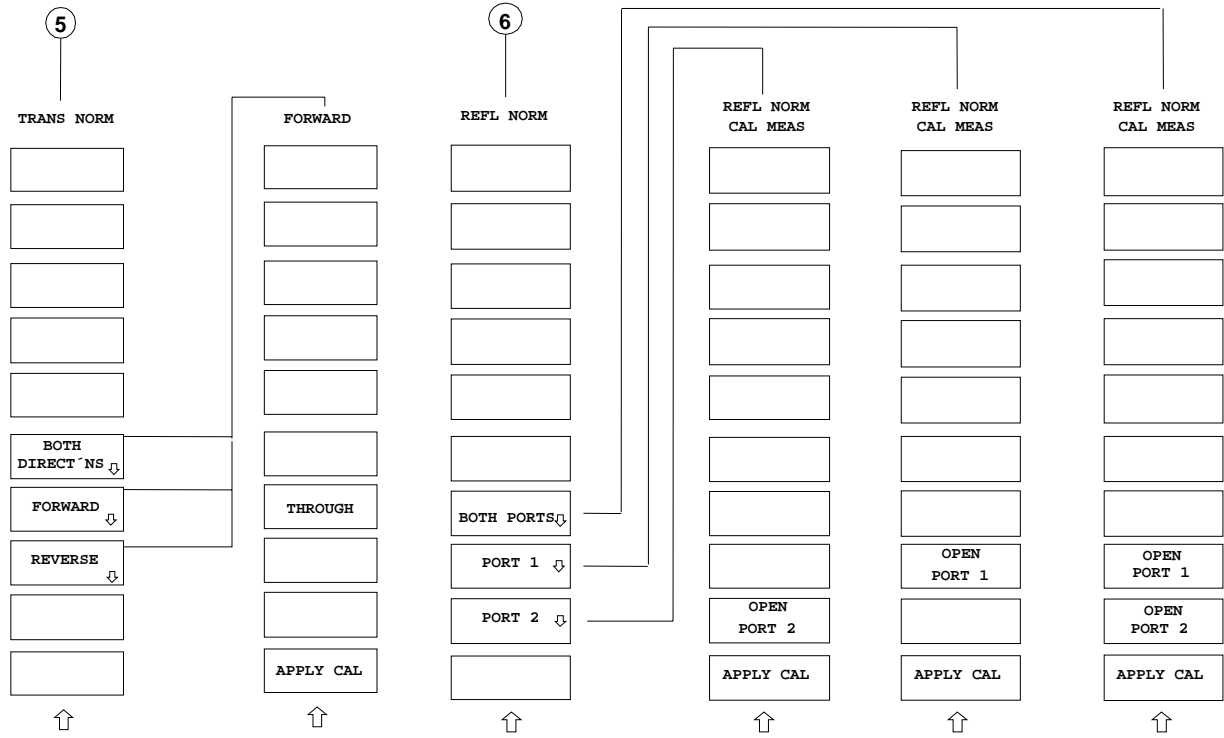 5
TRANS NORM
BOTH
DIRECT´NS
FORWARD
REVERSE
FORWARD
THROUGH
APPLY CAL
6
REFL NORM
BOTH PORTS
PORT 1
PORT 2
REFL NORM
CAL MEAS
OPEN
PORT 2
APPLY CAL
REFL NORM
CAL MEAS
OPEN
PORT 1
APPLY CAL
REFL NORM
CAL MEAS
OPEN
PORT 1
OPEN
PORT 2
APPLY CAL